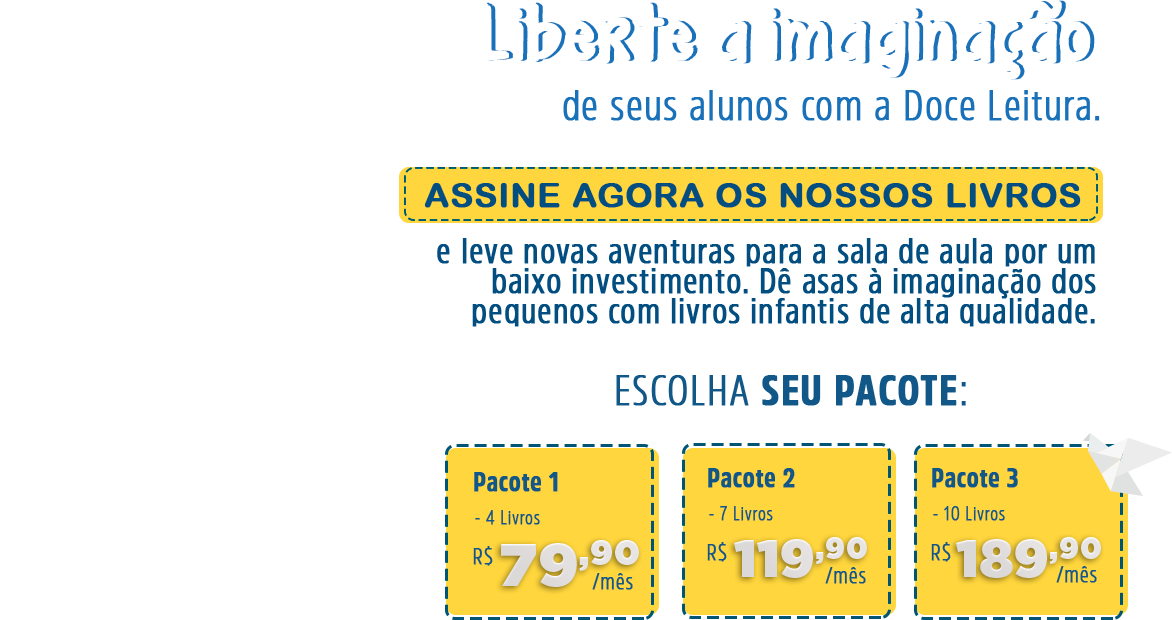 Liberte a imaginação
de seus alunos com a Doce Leitura.
ASSINE AGORA OS NOSSOS LIVROS
e leve novas aventuras para a sala de aula por um
baixo investimento. Dê asas à imaginação dos
pequenos com livros infantis de alta qualidade.
ESCOLHA SEU PACOTE:
Pacote 1
- 4 Livros
R$ 79,90
/mês
Pacote 2
- 7 Livros
R$ 119,90
/mês
Pacote 3
- 10 Livros
R$ 189,90
/mês